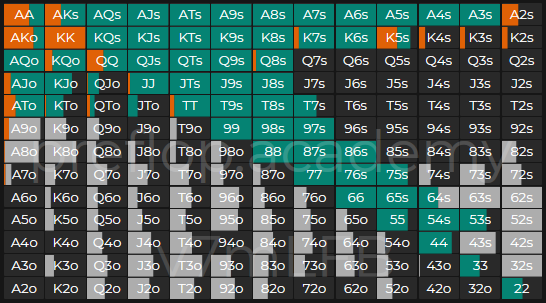 AA AKs AQs AJs ATs A9s A8s A7s A6s A5s A4s A3s A2s
AKo KK KQs KJs KTs K9s K8s K7s K6s K5s K4s K3s K2s
AQo KQo QQ QJs QTs Q9s Q8s Q7s Q6s Q5s Q4s Q3s Q2s
AJo KJo QJo JJ JTs J9s J8s J7s J6s J5s J4s J3s J2s
ATo KTo QTo JTo TT T9s T8s T7s T6s T5s T4s T3s T2s
A9o K9o Q9o J9o T9o 99 98s 97s 96s 95s 94s 93s 92s
A8o K8o Q8o J8o T8o 98o 88 87s 86s 85s 84s 83s 82s
A7o K7o Q7o J7o T7o 97o 87o 77 76s 75s 74s 73s 72s
A6o K6o Q6o J6o T6o 96o 86o 76o 66 65s 64s 63s 62s
A5o K5o Q5o J5o T5o 95o 85o 75o 65o 55 54s 53s 52s
A4o K4o Q4o J4o T4o 94o 84o 74o 64o 54o 44 43s 42s
A3o K3o Q3o J3o T3o 93o 83o 73o 63o 53o 43o 33 32s
A2o K2o Q2o J2o T2o 92o 82o 72o 62o 52o 42o 32o 22
preflop academy